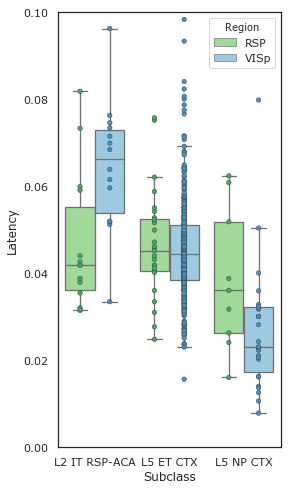 Region
RSP
VISp
0.10
0.08
0.06
0.04
0.02
0.00
Latency
L2 IT RSP-ACA L5 ET CTX L5 NP CTX
Subclass